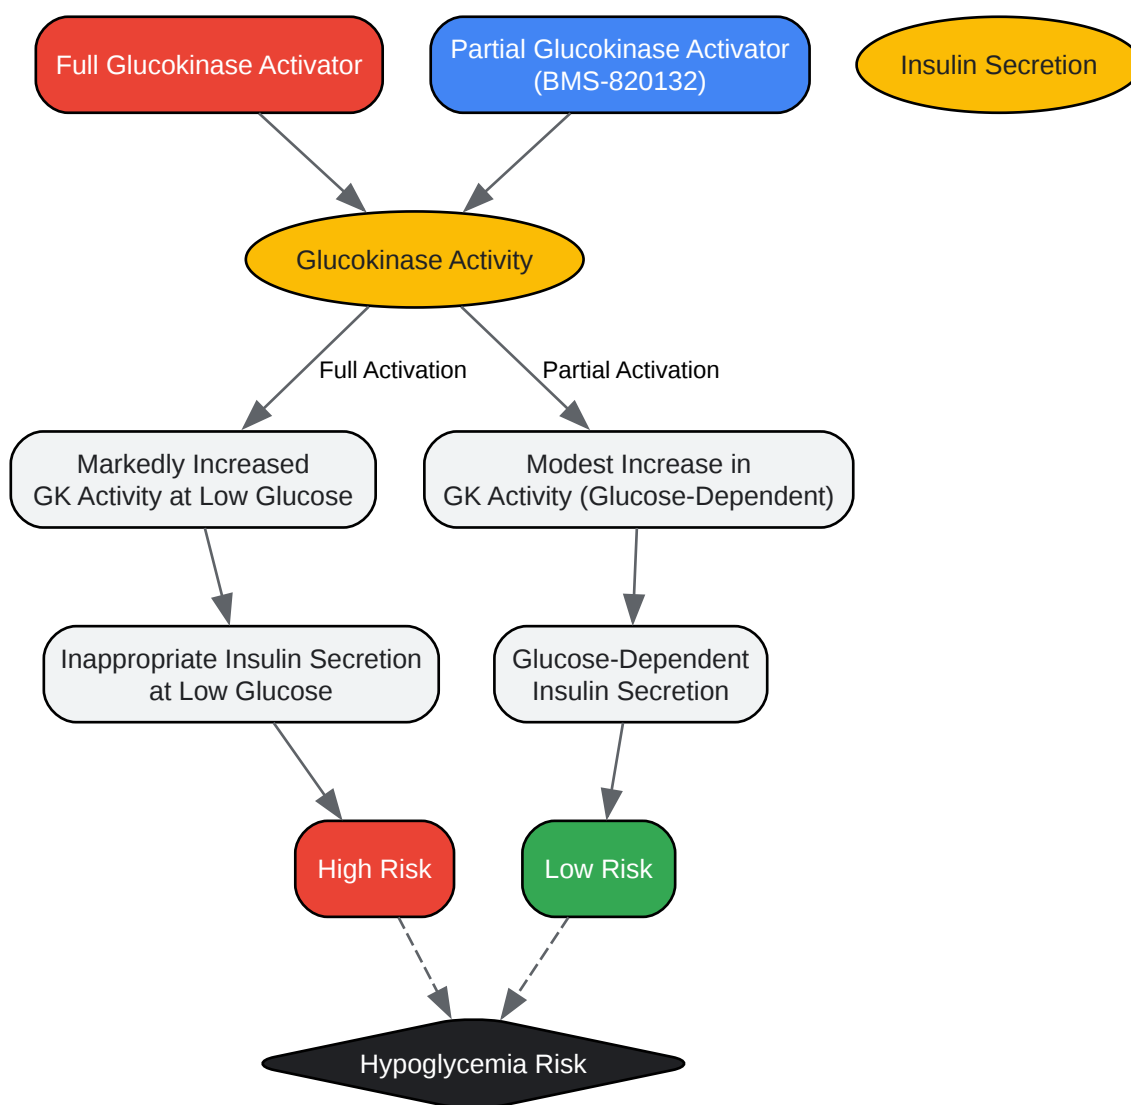 Full Glucokinase Activator
Partial Glucokinase Activator
(BMS-820132)
Insulin Secretion
Glucokinase Activity
Full Activation
Partial Activation
Markedly Increased
GK Activity at Low Glucose
Modest Increase in
GK Activity (Glucose-Dependent)
Inappropriate Insulin Secretion
at Low Glucose
Glucose-Dependent
Insulin Secretion
High Risk
Low Risk
Hypoglycemia Risk